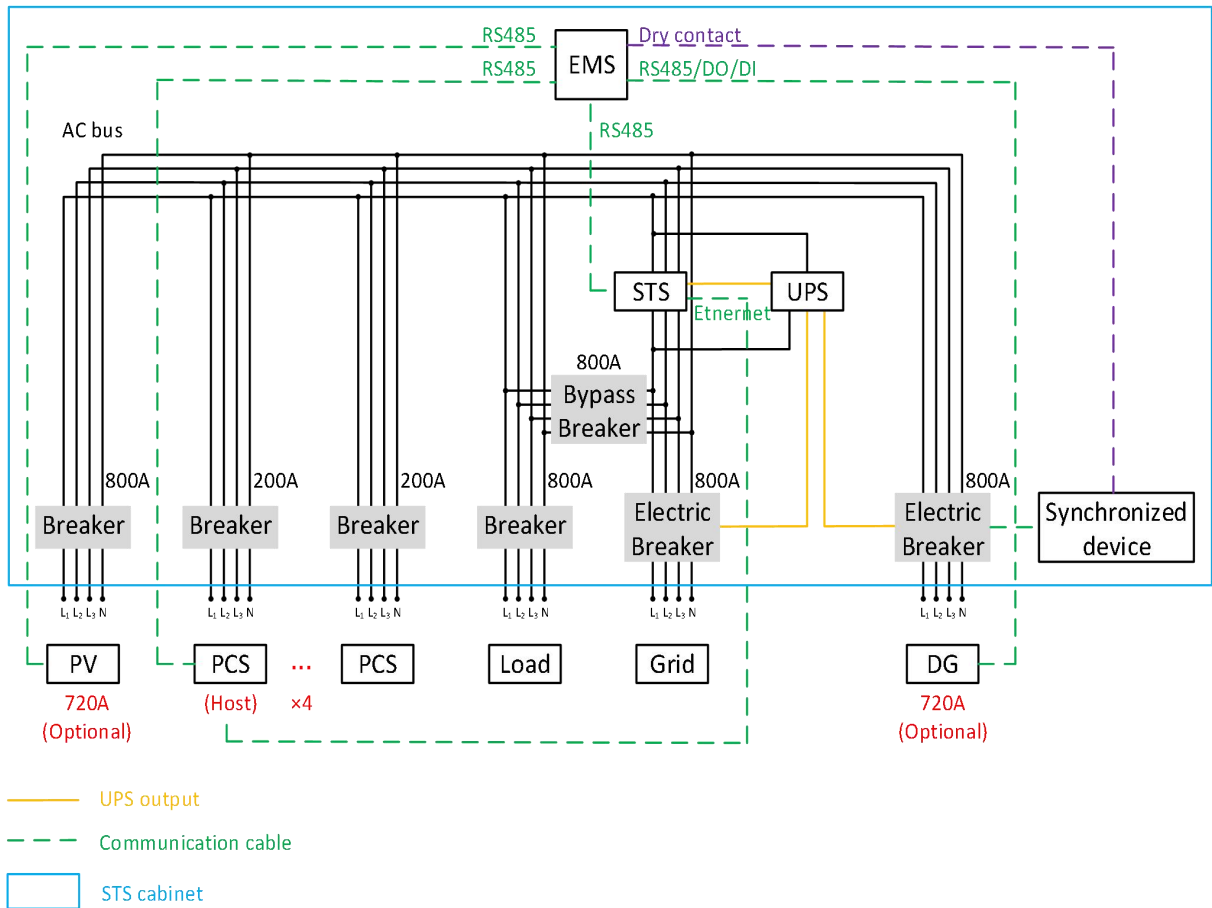 RS485
Dry contact
EMS
RS485
RS485/DO/DI
AC bus
RS485
STS
UPS
Etnernet
800A
Bypass
Breaker
800A
200A
200A
800A
800A
800A
Breaker
Breaker
Breaker
Breaker
Electric
Breaker
Electric
Breaker
Synchronized
device
L1 L2 L3 N
L1 L2 L3 N
L1 L2 L3 N
L1 L2 L3 N
L1 L2 L3 N
L1 L2 L3 N
PV
PCS
...
PCS
Load
Grid
DG
720A
(Optional)
(Host)
×4
720A
(Optional)
UPS output
Communication cable
STS cabinet